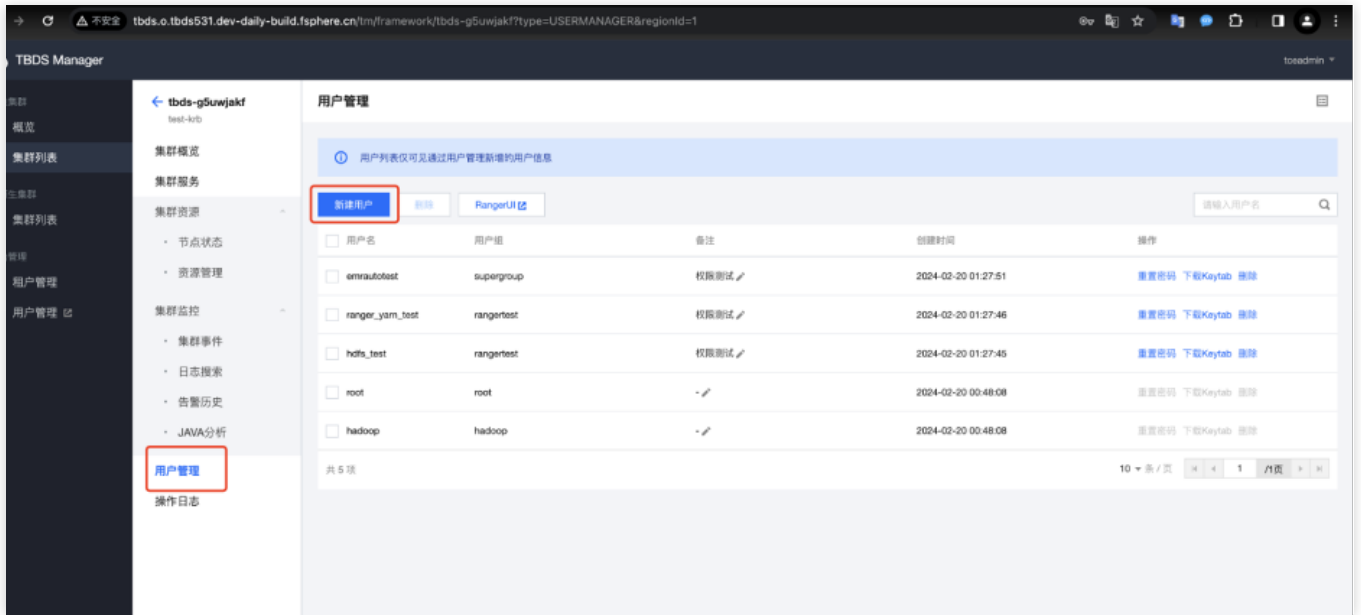 不安全 tbds.o.tbds531.dev-daily-build.fsphere.cn/tm/framework/tbds-g5uwjakf?type=USERMANAGER&regionId=1
TBDS Manager
tceadmin
集群
概览
集群列表
生集群
集群列表
管理
租户管理
用户管理
tbds-g5uwjakf
test-krb
集群概览
集群服务
集群资源
· 节点状态
· 资源管理
集群监控
· 集群事件
· 日志搜索
· 告警历史
· JAVA分析
用户管理
操作日志
用户管理
用户列表仅可见通过用户管理新增的用户信息
新建用户 删除 RangerUI 请输入用户名
用户名 用户组 备注 创建时间 操作
emrautotest supergroup 权限测试 2024-02-20 01:27:51 重置密码 下载Keytab 删除
ranger_yarn_test rangertest 权限测试 2024-02-20 01:27:46 重置密码 下载Keytab 删除
hdfs_test rangertest 权限测试 2024-02-20 01:27:45 重置密码 下载Keytab 删除
root root - 2024-02-20 00:48:08 重置密码 下载Keytab 删除
hadoop hadoop - 2024-02-20 00:48:08 重置密码 下载Keytab 删除
共 5 项 10 条 / 页 1 /1页